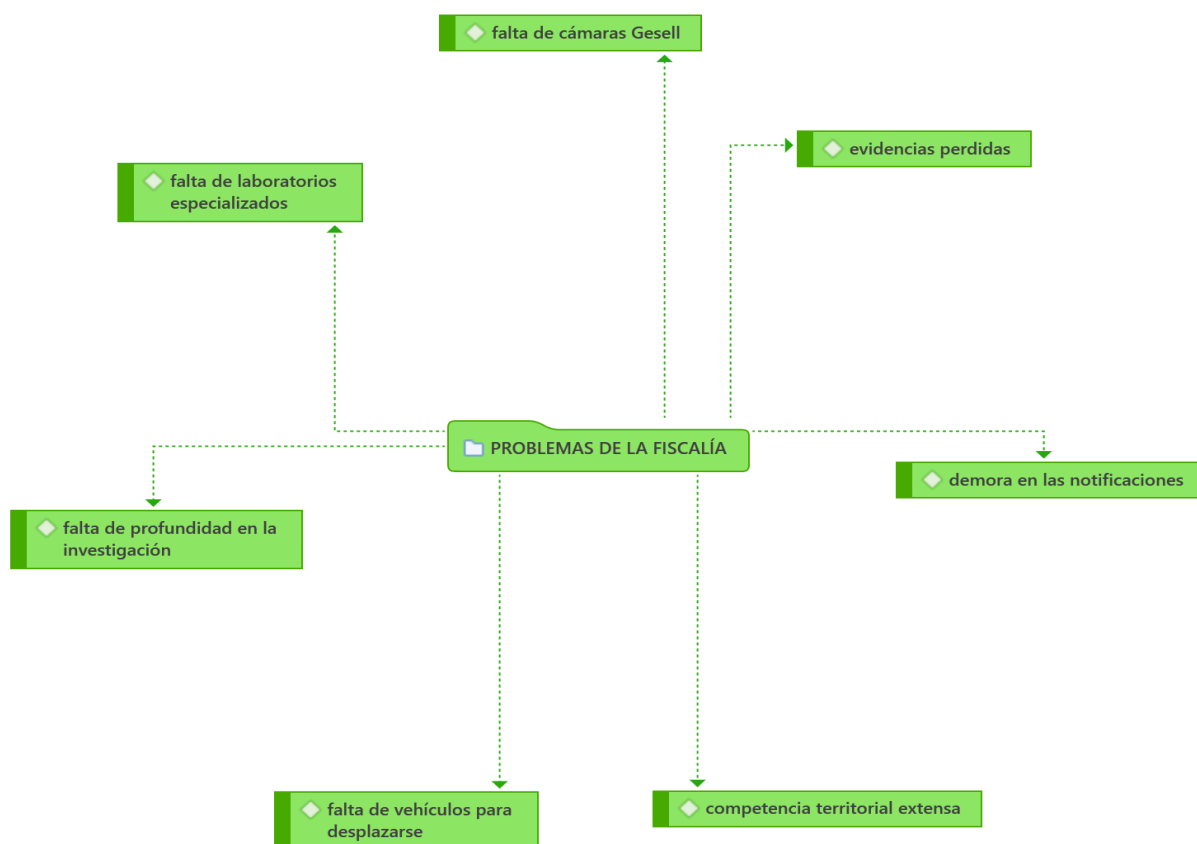 falta de cámaras Gesell
evidencias perdidas
falta de laboratorios
especializados
PROBLEMAS DE LA FISCALÍA
demora en las notificaciones
falta de profundidad en la
investigación
falta de vehículos para
desplazarse
competencia territorial extensa